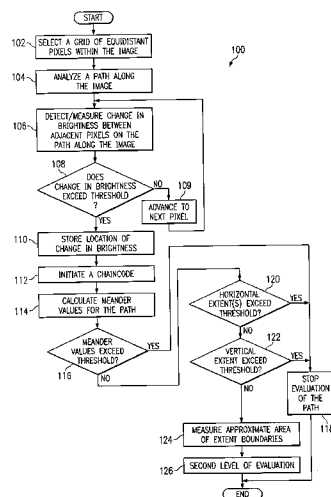 START
102
SELECT A GRID OF EQUIDISTANT
PIXELS WITHIN THE IMAGE
100
104
ANALYZE A PATH ALONG
THE IMAGE
106
DETECT/MEASURE CHANGE IN
BRIGHTNESS BETWEEN
ADJACENT PIXELS ON THE
PATH ALONG THE IMAGE
108
DOES
CHANGE IN BRIGHTNESS
EXCEED THRESHOLD
?
NO
109
ADVANCE TO
NEXT PIXEL
YES
110
STORE LOCATION OF
CHANGE IN BRIGHTNESS
112
INITIATE A CHAINCODE
114
CALCULATE MEANDER
VALUES FOR THE PATH
116
MEANDER
VALUES EXCEED
THRESHOLD?
YES
NO
120
HORIZONTAL
EXTENT(S) EXCEED
THRESHOLD?
YES
NO
122
VERTICAL
EXTENT EXCEED
THRESHOLD?
YES
NO
STOP
EVALUATION
OF THE
PATH
118
124
MEASURE APPROXIMATE AREA
OF EXTENT BOUNDARIES
126
SECOND LEVEL OF EVALUATION
END